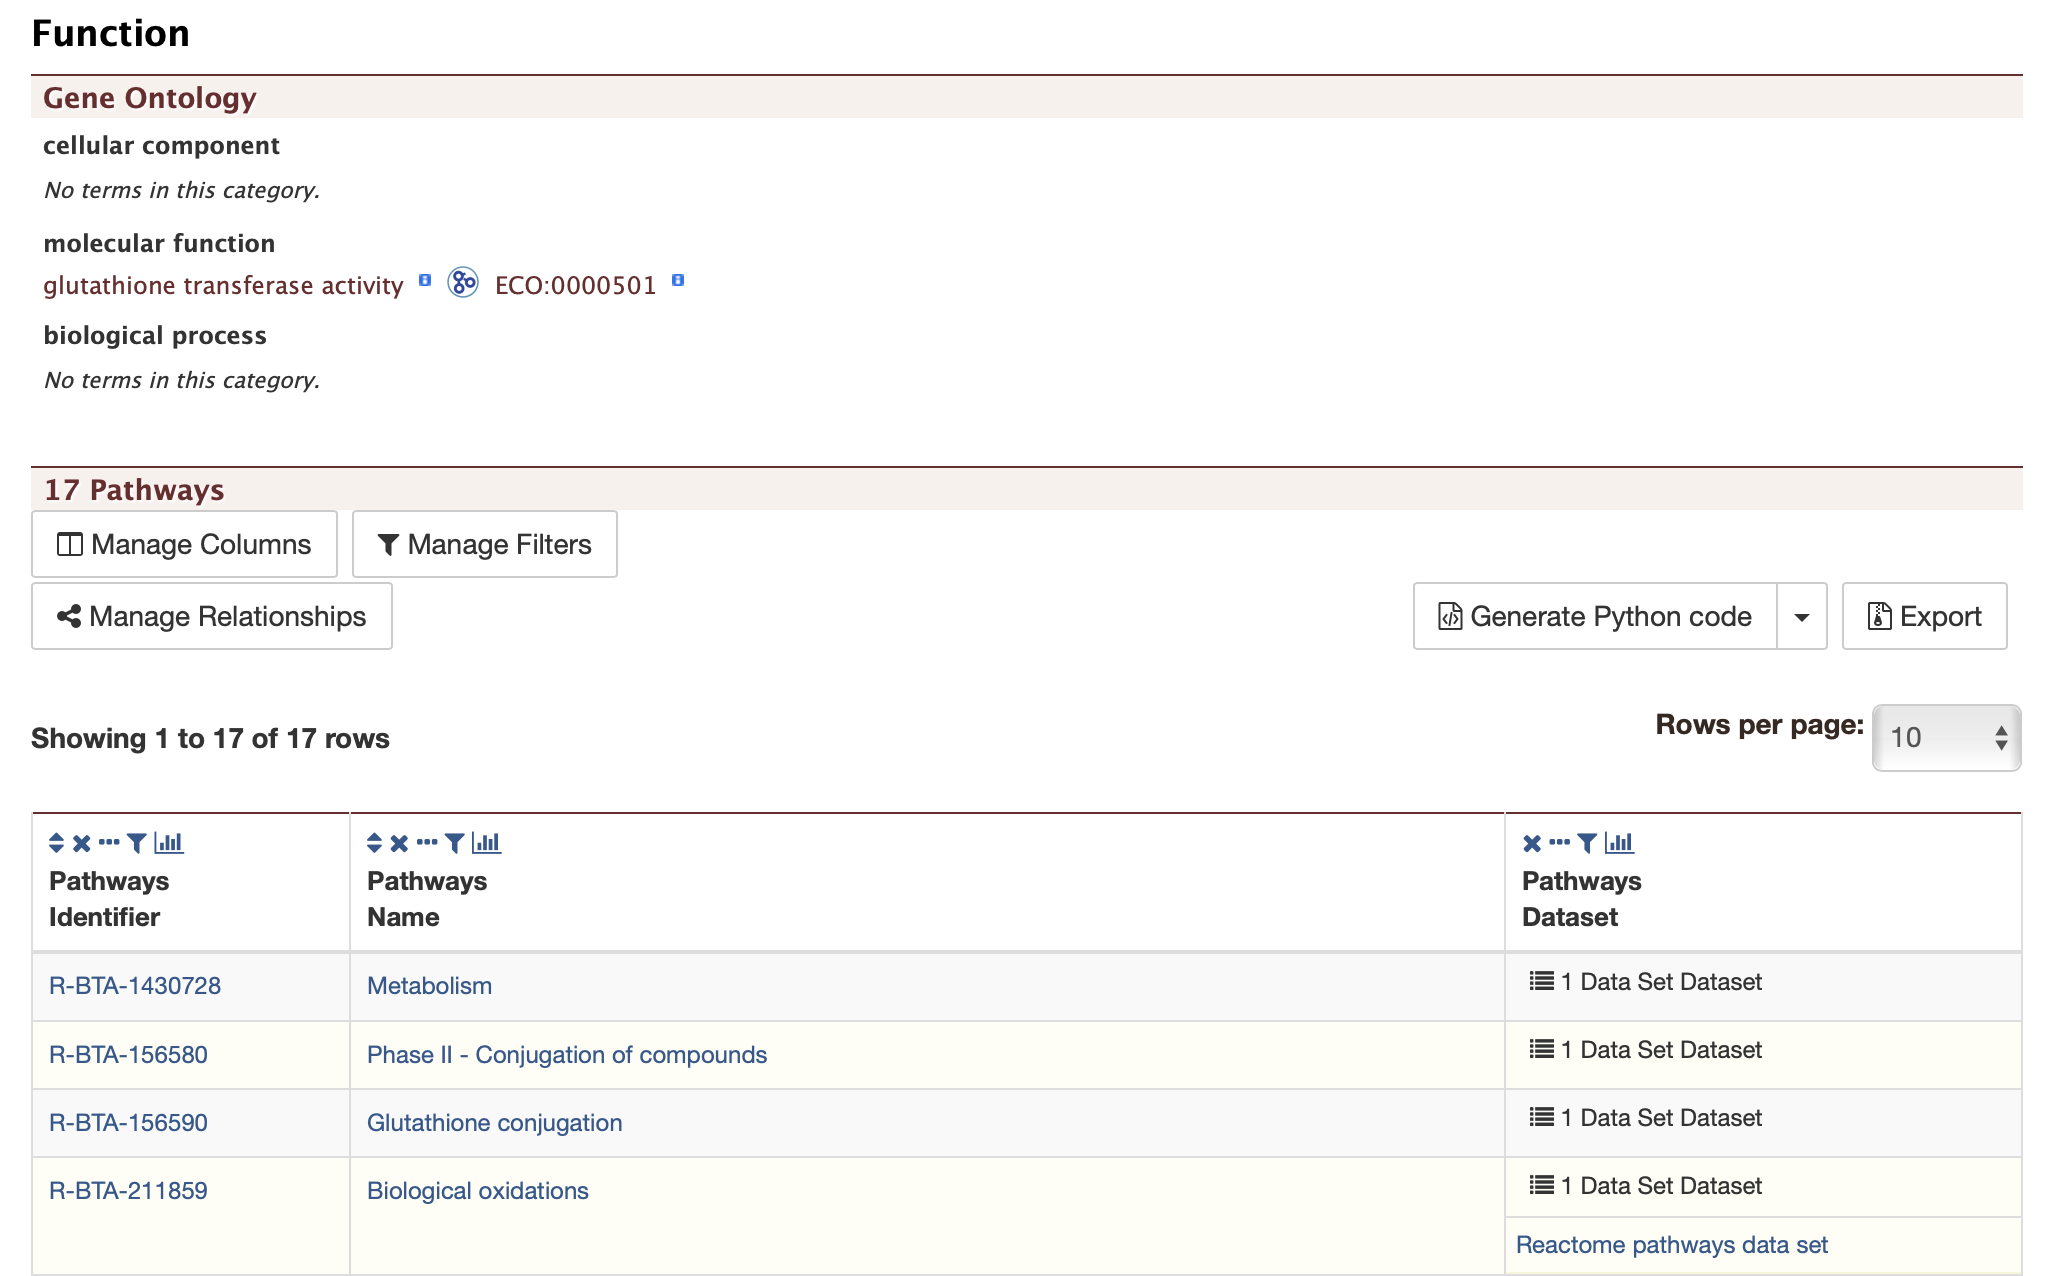 Function
Gene Ontology
cellular component
No terms in this category.
molecular function
glutathione transferase activity ECO:0000501
biological process
No terms in this category.
17 Pathways
Manage Columns Manage Filters
Manage Relationships Generate Python code Export
Showing 1 to 17 of 17 rows Rows per page: 10
Pathways Pathways Pathways
Identifier Name Dataset
R-BTA-1430728 Metabolism 1 Data Set Dataset
R-BTA-156580 Phase II - Conjugation of compounds 1 Data Set Dataset
R-BTA-156590 Glutathione conjugation 1 Data Set Dataset
R-BTA-211859 Biological oxidations 1 Data Set Dataset
Reactome pathways data set